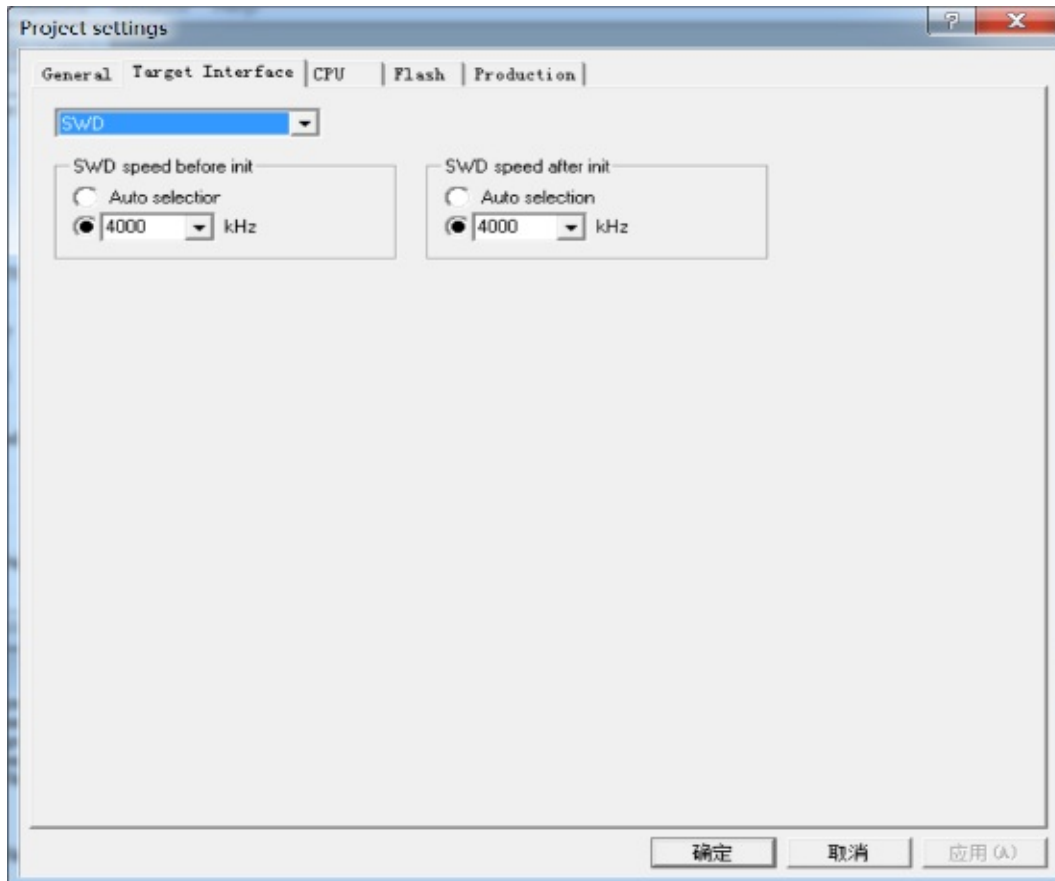 Project settings
General Target Interface CPU Flash Production
SWD
SWD speed before init SWD speed after init
Auto selection Auto selection
4000 kHz 4000 kHz
确定 取消 应用(A)